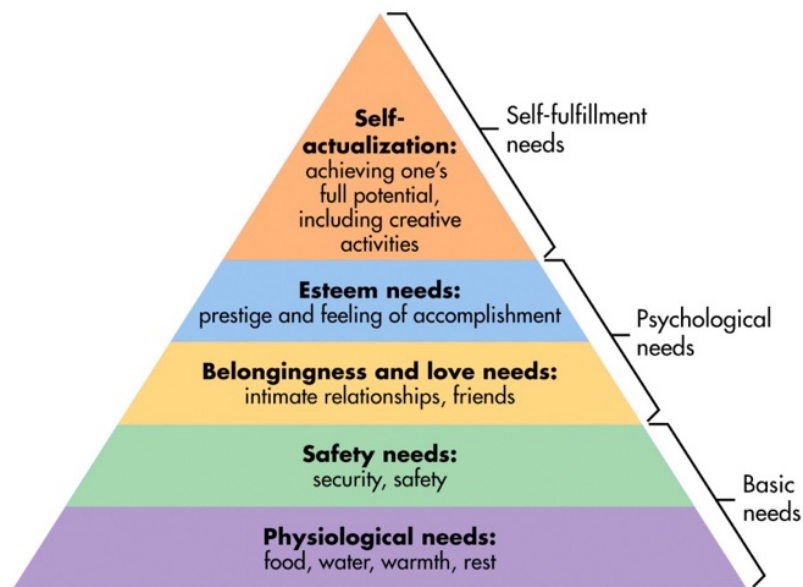 Self-
actualization:
achieving one’s
full potential,
including creative
activities
Self-fulfillment
needs
Esteem needs:
prestige and feeling of accomplishment
Psychological
needs
Belongingness and love needs:
intimate relationships, friends
Safety needs:
security, safety
Basic
needs
Physiological needs:
food, water, warmth, rest